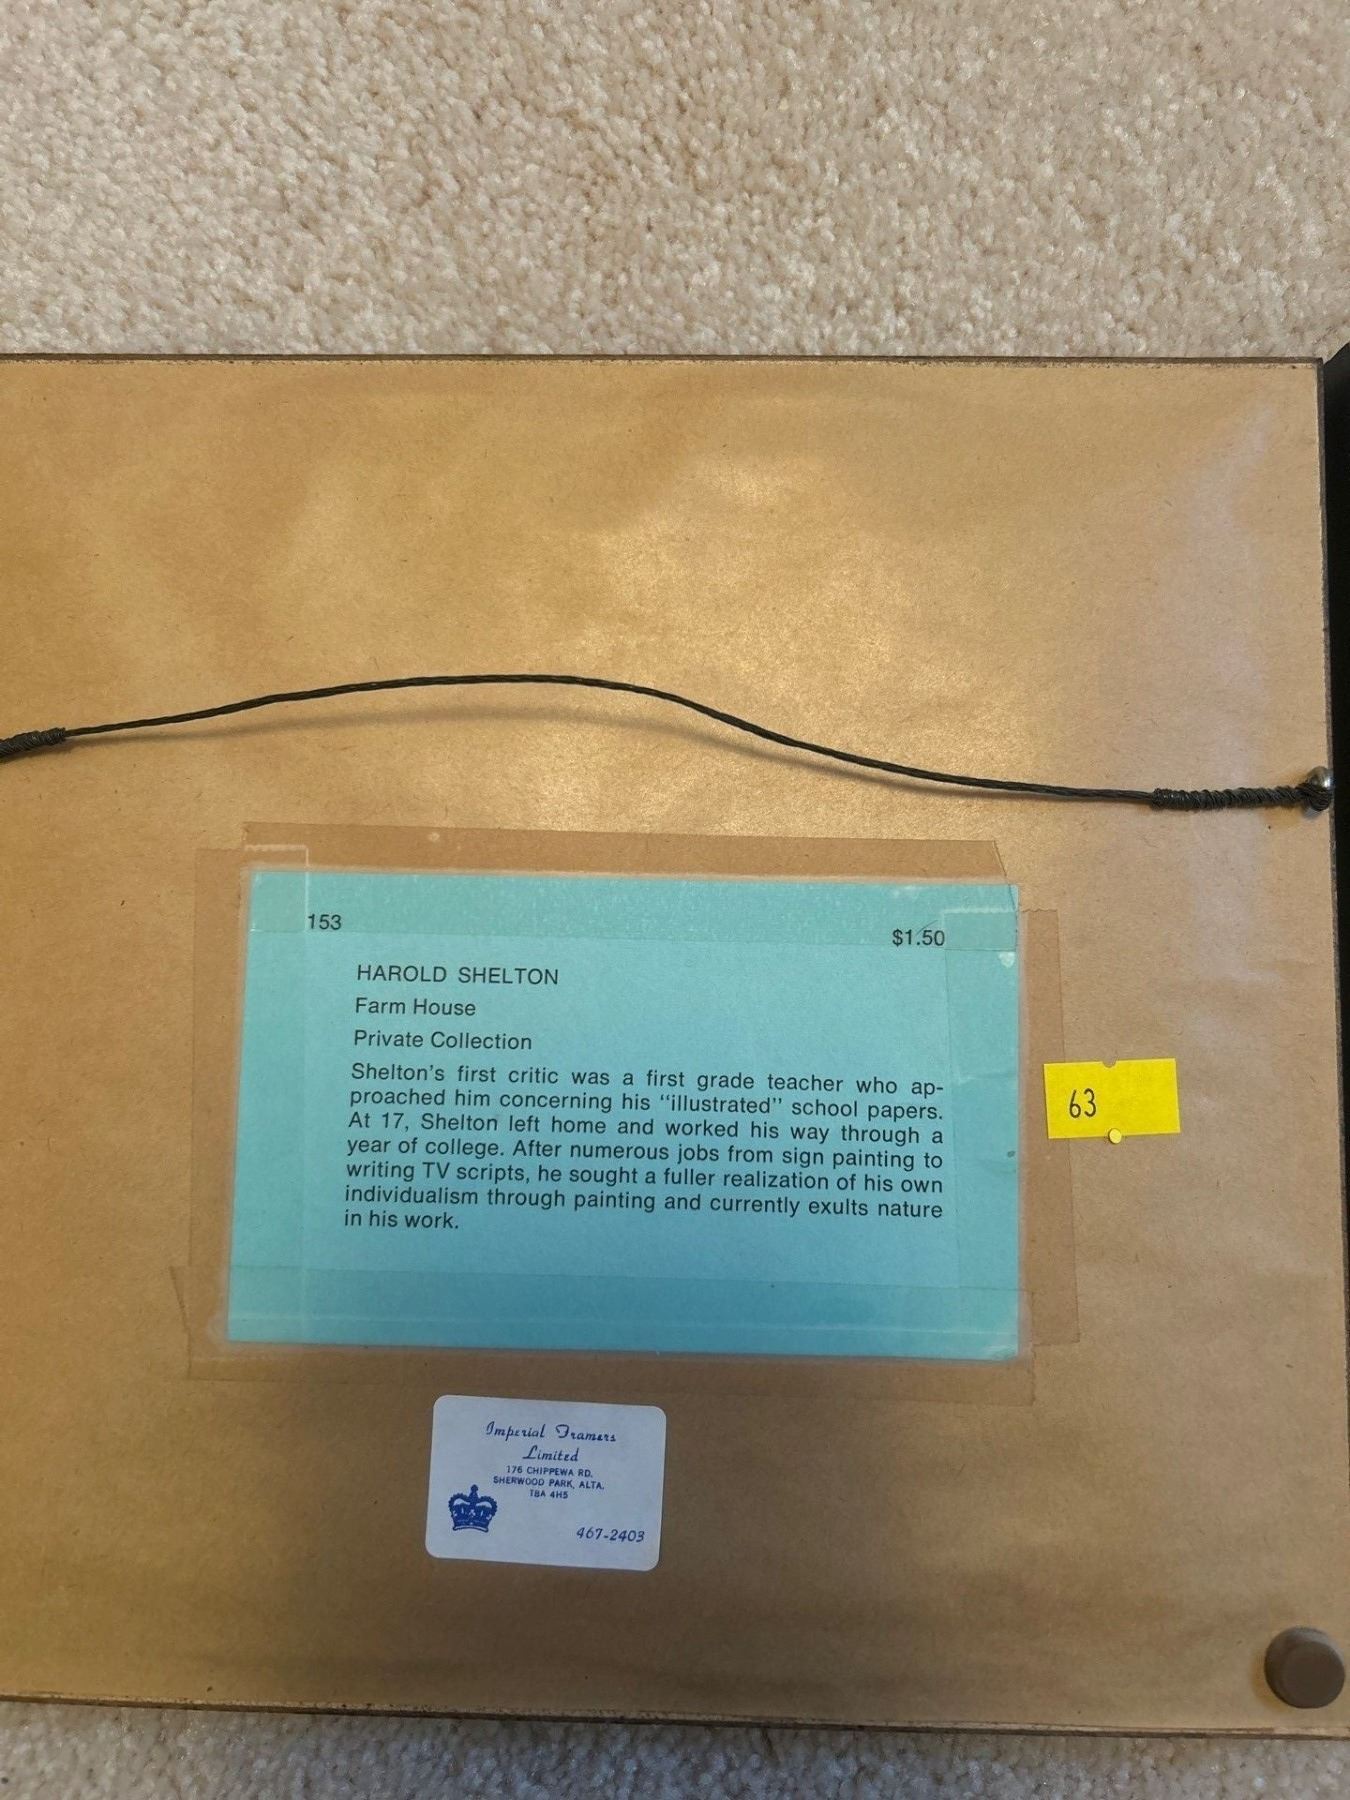 153
$1.50
HAROLD SHELTON
Farm House
Private Collection
Shelton's first critic was a first grade teacher who ap-
proached him concerning his "illustrated" school papers.
At 17, Shelton left home and worked his way through a
year of college. After numerous jobs from sign painting to
writing TV scripts, he sought a fuller realization of his own
individualism through painting and currently exults nature
in his work.
63
Imperial Framers
Limited
176 CHIPPEWA RD.
SHERWOOD PARK, ALTA.
T8A 4H5
467-2403